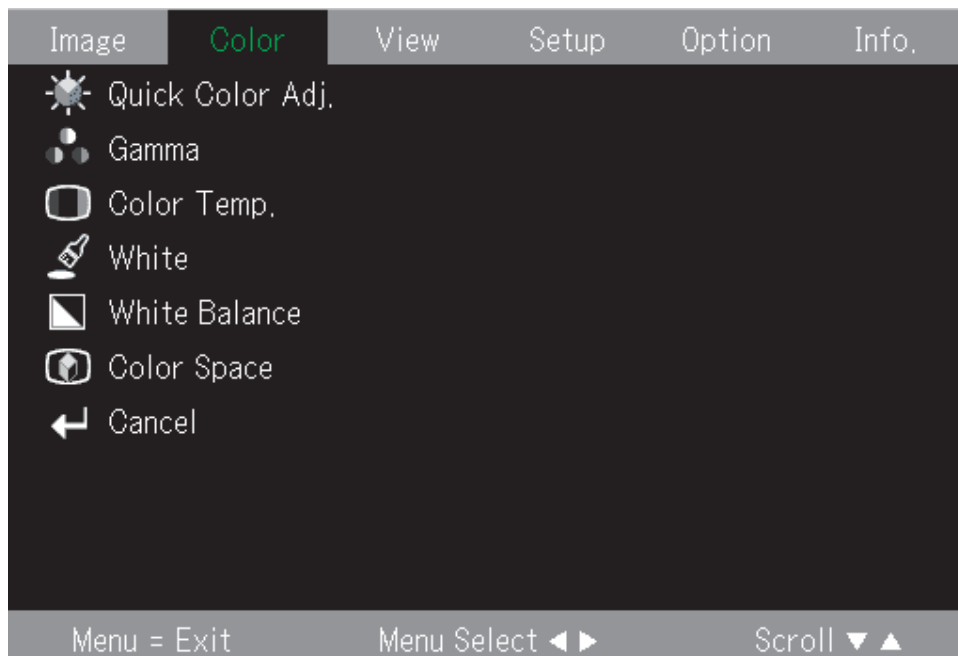 Image Color View Setup Option Info.
Quick Color Adj.
Gamma
Color Temp.
White
White Balance
Color Space
Cancel
Menu = Exit Menu Select ◀ ▶ Scroll ▼ ▲